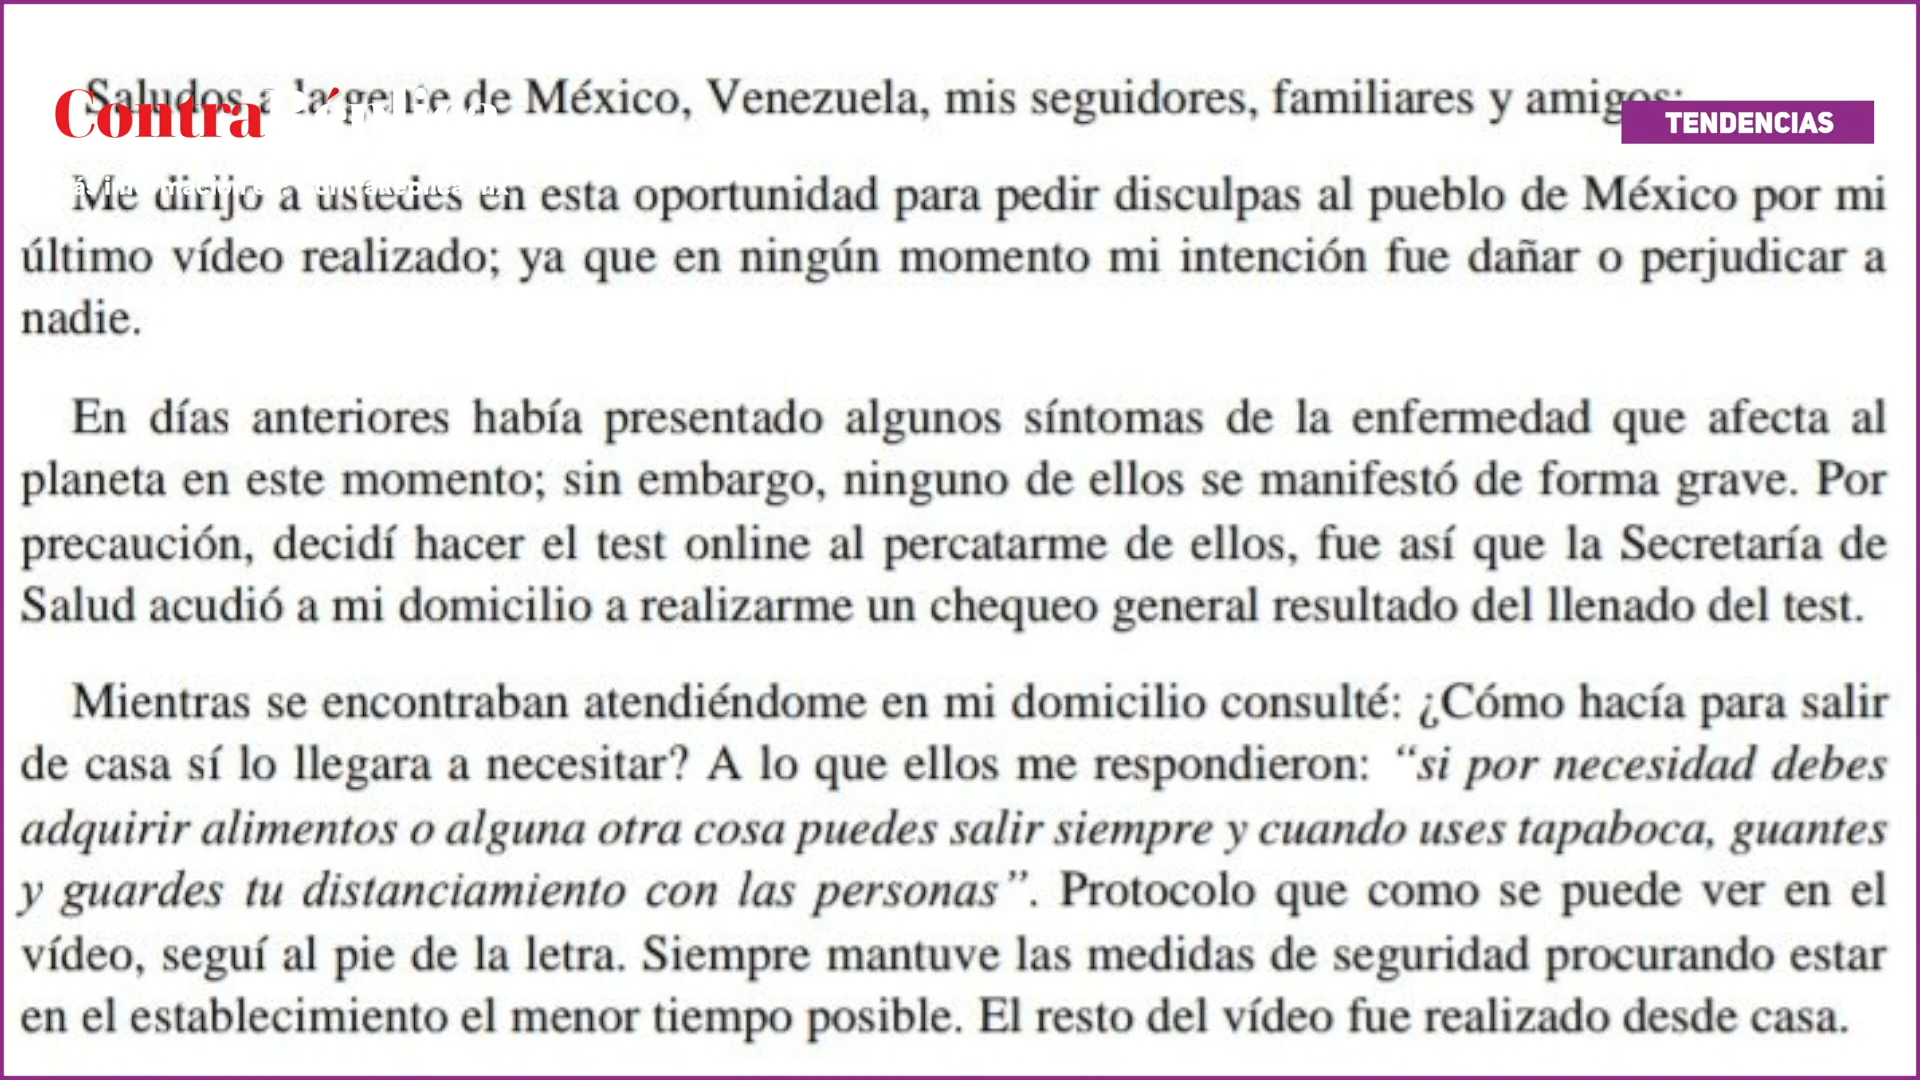 Saludos a la gente de México, Venezuela, mis seguidores, familiares y amigos:
Contra
TENDENCIAS
Me dirijo a ustedes en esta oportunidad para pedir disculpas al pueblo de México por mi
último vídeo realizado; ya que en ningún momento mi intención fue dañar o perjudicar a
nadie.
En días anteriores había presentado algunos síntomas de la enfermedad que afecta al
planeta en este momento; sin embargo, ninguno de ellos se manifestó de forma grave. Por
precaución, decidí hacer el test online al percatarme de ellos, fue así que la Secretaría de
Salud acudió a mi domicilio a realizarme un chequeo general resultado del llenado del test.
Mientras se encontraban atendiéndome en mi domicilio consulté: ¿Cómo hacía para salir
de casa sí lo llegara a necesitar? A lo que ellos me respondieron: “si por necesidad debes
adquirir alimentos o alguna otra cosa puedes salir siempre y cuando uses tapaboca, guantes
y guardes tu distanciamiento con las personas”. Protocolo que como se puede ver en el
vídeo, seguí al pie de la letra. Siempre mantuve las medidas de seguridad procurando estar
en el establecimiento el menor tiempo posible. El resto del vídeo fue realizado desde casa.